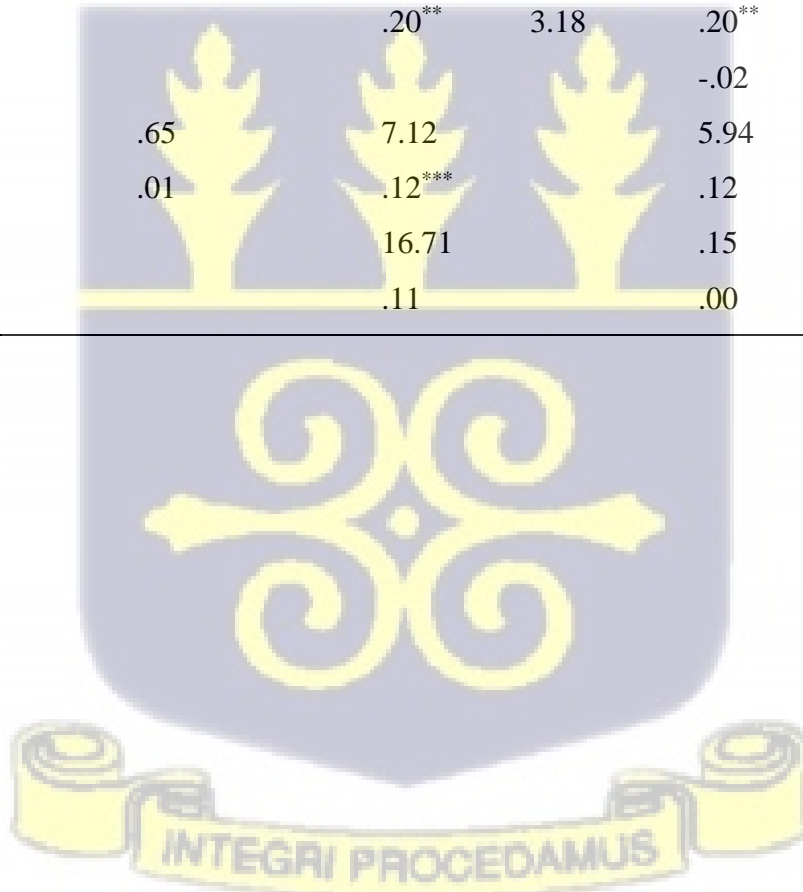 .20** 3.18 .20**
-.02
.65 7.12 5.94
.01 .12*** .12
16.71 .15
.11 .00
INTEGRI PROCEDAMUS